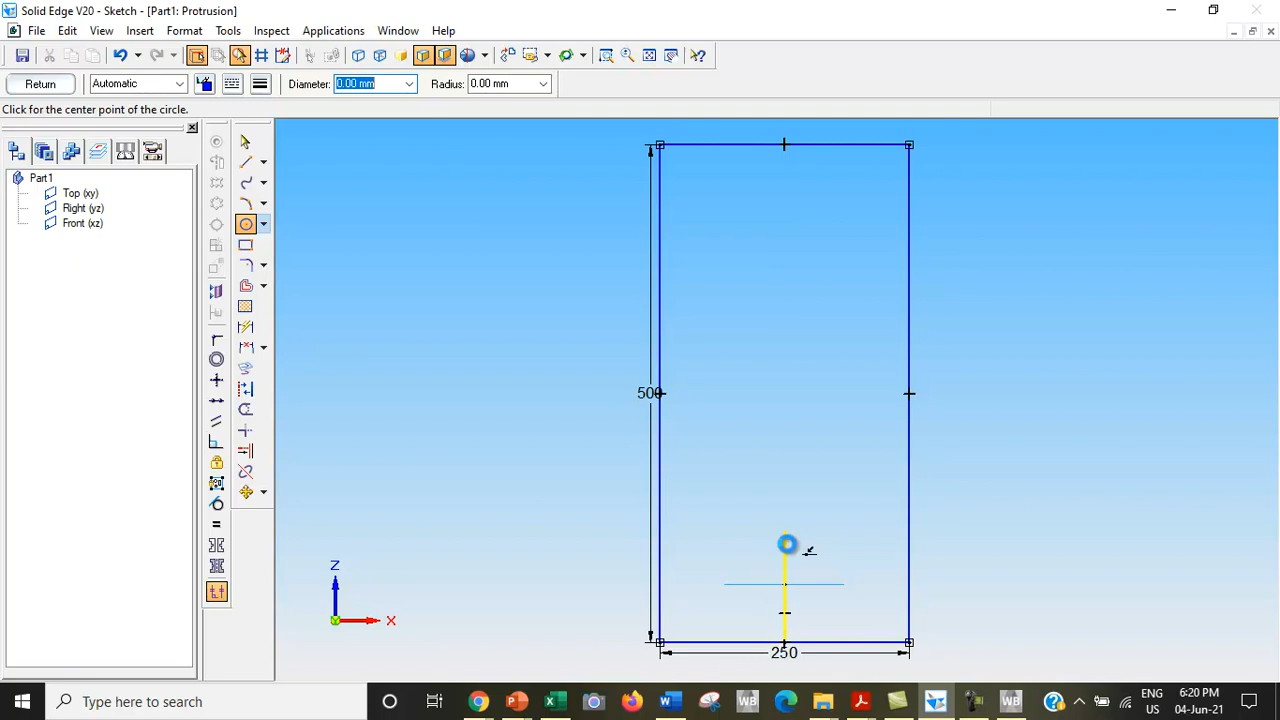 Solid Edge V20 - Sketch - [Part1: Protrusion]
File Edit View Insert Format Tools Inspect Applications Window Help
Return Automatic Diameter: 0.00 mm Radius: 0.00 mm
Click for the center point of the circle.
Part1
Top (xy)
Right (yz)
Front (xz)
500
250
Z
X
Type here to search
ENG
US
6:20 PM
04-Jun-21